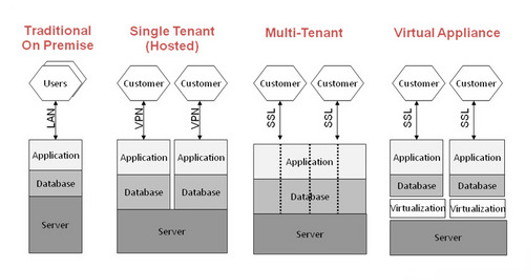 Traditional
On Premise
Users
LAN
Application
Database
Server
Single Tenant
(Hosted)
Customer Customer
VPN VPN
Application Application
Database Database
Server
Multi-Tenant
Customer Customer
SSL SSL
Application
Database
Server
Virtual Appliance
Customer Customer
SSL SSL
Application Application
Database Database
Virtualization Virtualization
Server